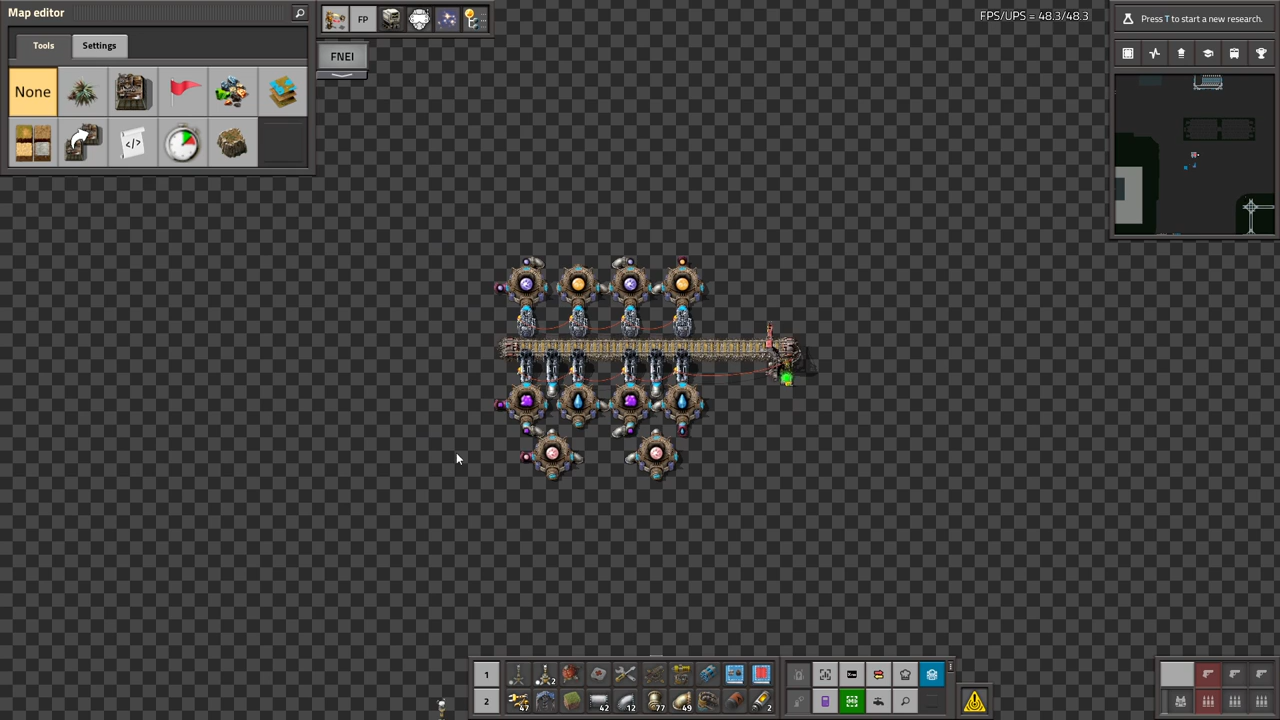 Map editor
Tools
Settings
None
</>
FP
FNEI
FPS/UPS = 48.3/48.3
Press T to start a new research.
1
2
2
47
42
12
77
49
2